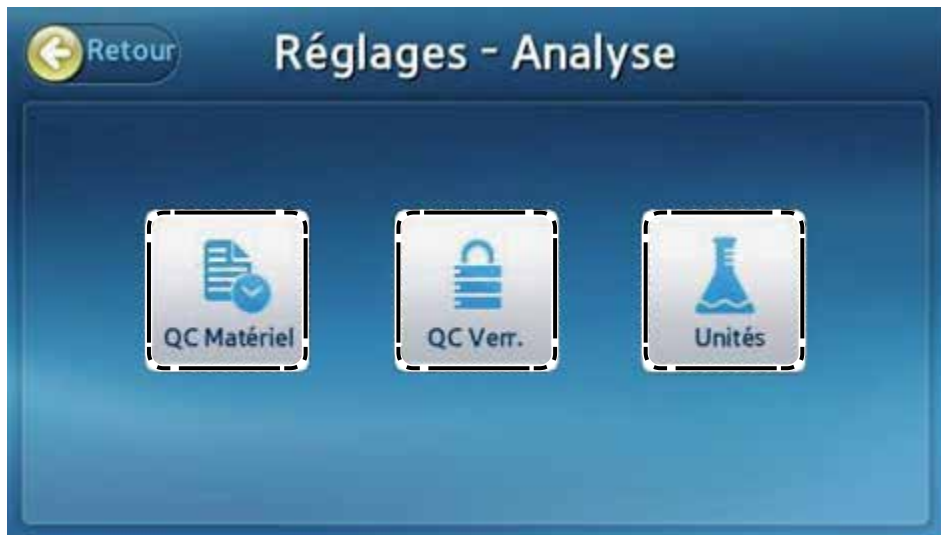 Retour
Réglages - Analyse
QC Matériel
QC Verr.
Unités